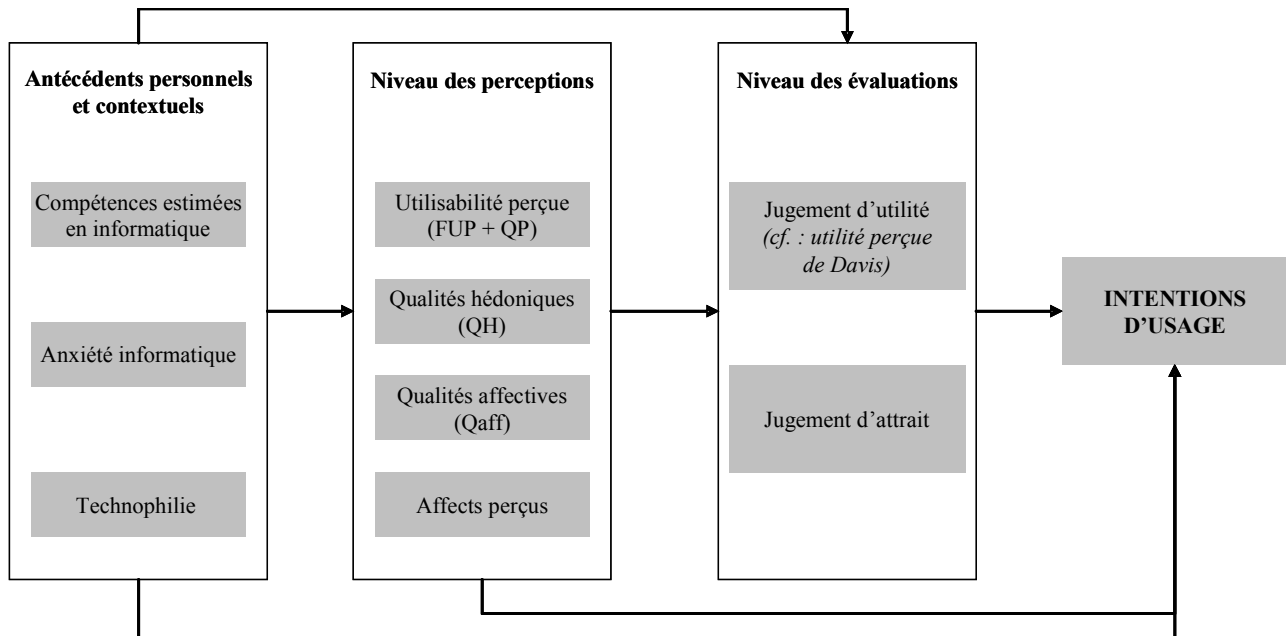 Antécédents personnels
et contextuels
Compétences estimées
en informatique
Anxiété informatique
Technophilie
Niveau des perceptions
Utilisabilité perçue
(FUP + QP)
Qualités hédoniques
(QH)
Qualités affectives
(Qaff)
Affects perçus
Niveau des évaluations
Jugement d’utilité
(cf. : utilité perçue
de Davis)
Jugement d’attrait
INTENTIONS
D’USAGE